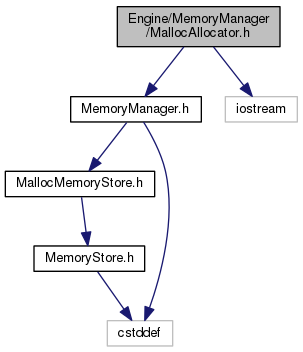 Engine/MemoryManager
/MallocAllocator.h
MemoryManager.h
iostream
MallocMemoryStore.h
MemoryStore.h
cstddef